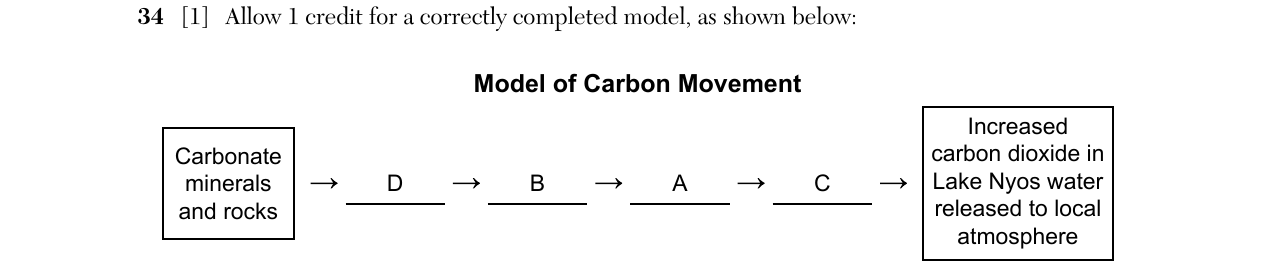 34 [1] Allow 1 credit for a correctly completed model, as shown below:
Model of Carbon Movement
Carbonate
minerals
and rocks
→ D → B → A → C →
Increased
carbon dioxide in
Lake Nyos water
released to local
atmosphere